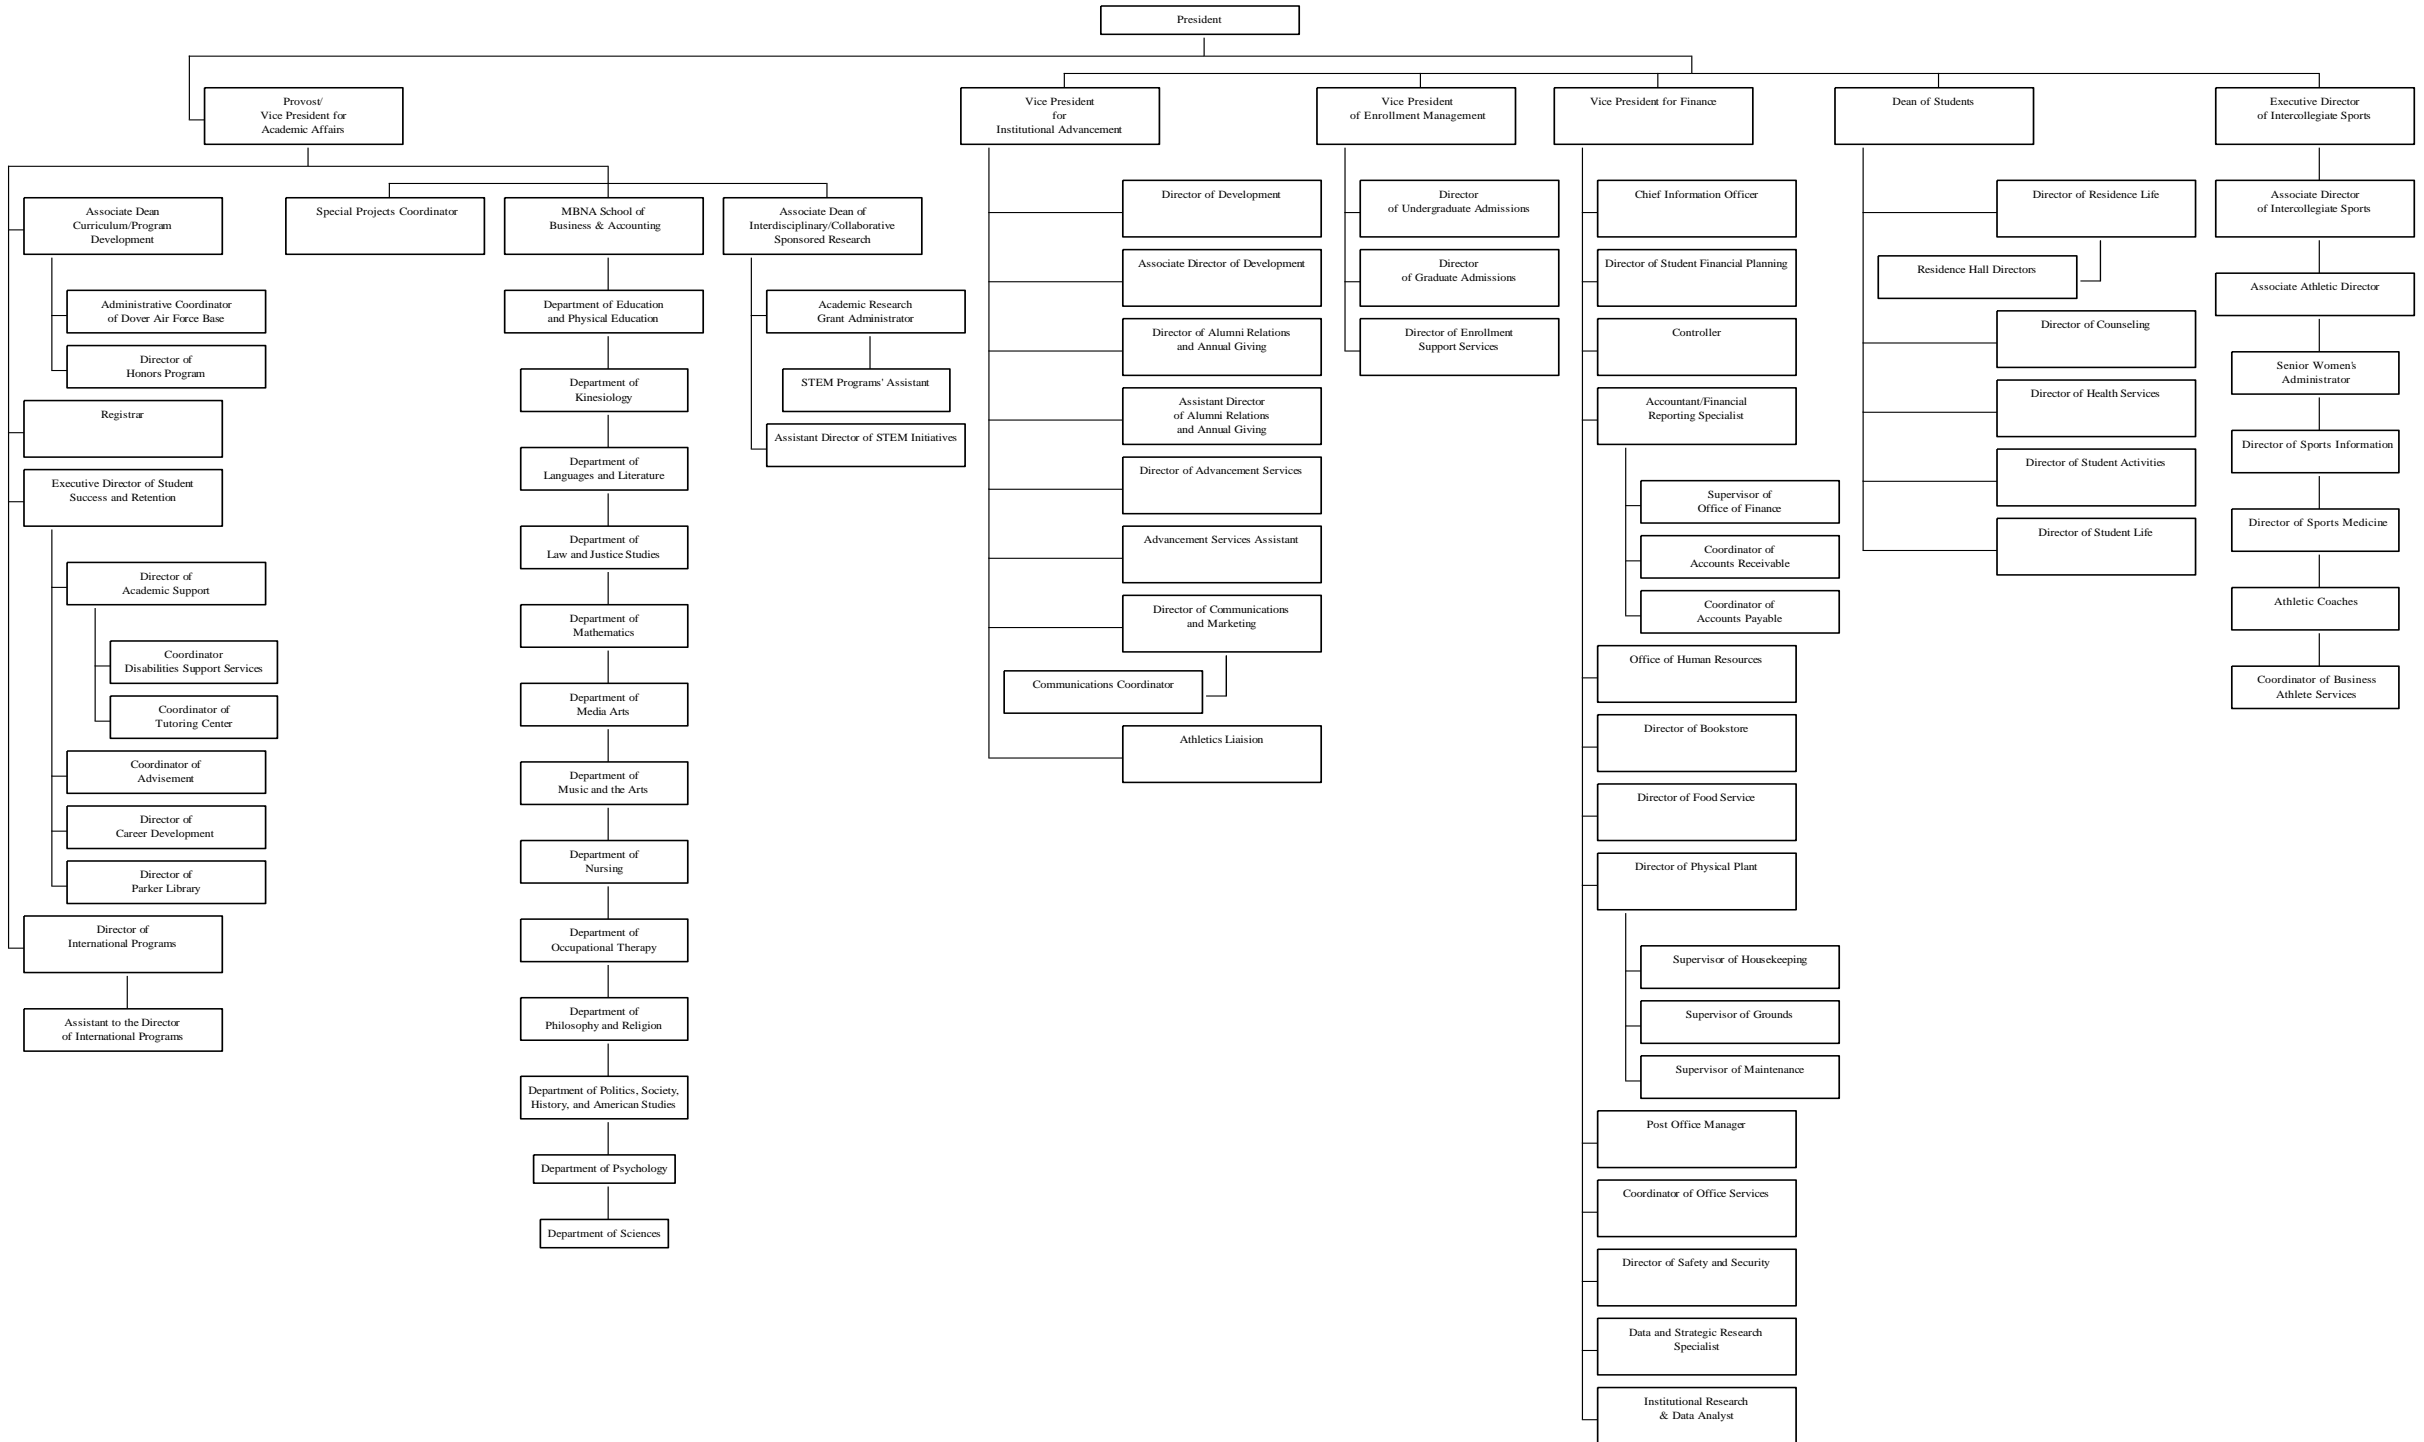 President
Provost/
Vice President for
Academic Affairs
Vice President
for
Institutional Advancement
Vice President
of Enrollment Management
Vice President for Finance
Dean of Students
Executive Director
of Intercollegiate Sports
Associate Dean
Curriculum/Program
Development
Administrative Coordinator
of Dover Air Force Base
Director of
Honors Program
Registrar
Executive Director of Student
Success and Retention
Director of
Academic Support
Coordinator
Disabilities Support Services
Coordinator of
Tutoring Center
Coordinator of
Advisement
Director of
Career Development
Director of
Parker Library
Director of
International Programs
Assistant to the Director
of International Programs
Special Projects Coordinator
MBNA School of
Business & Accounting
Department of Education
and Physical Education
Department of
Kinesiology
Department of
Languages and Literature
Department of
Law and Justice Studies
Department of
Mathematics
Department of
Media Arts
Department of
Music and the Arts
Department of
Nursing
Department of
Occupational Therapy
Department of
Philosophy and Religion
Department of Politics, Society,
History, and American Studies
Department of Psychology
Department of Sciences
Associate Dean of
Interdisciplinary/Collaborative
Sponsored Research
Academic Research
Grant Administrator
STEM Programs' Assistant
Assistant Director of STEM Initiatives
Director of Development
Associate Director of Development
Director of Alumni Relations
and Annual Giving
Assistant Director
of Alumni Relations
and Annual Giving
Director of Advancement Services
Advancement Services Assistant
Director of Communications
and Marketing
Communications Coordinator
Athletics Liaision
Director
of Undergraduate Admissions
Director
of Graduate Admissions
Director of Enrollment
Support Services
Chief Information Officer
Director of Student Financial Planning
Controller
Accountant/Financial
Reporting Specialist
Supervisor of
Office of Finance
Coordinator of
Accounts Receivable
Coordinator of
Accounts Payable
Office of Human Resources
Director of Bookstore
Director of Food Service
Director of Physical Plant
Supervisor of Housekeeping
Supervisor of Grounds
Supervisor of Maintenance
Post Office Manager
Coordinator of Office Services
Director of Safety and Security
Data and Strategic Research
Specialist
Institutional Research
& Data Analyst
Director of Residence Life
Residence Hall Directors
Director of Counseling
Director of Health Services
Director of Student Activities
Director of Student Life
Associate Director
of Intercollegiate Sports
Associate Athletic Director
Senior Women's
Administrator
Director of Sports Information
Director of Sports Medicine
Athletic Coaches
Coordinator of Business
Athlete Services